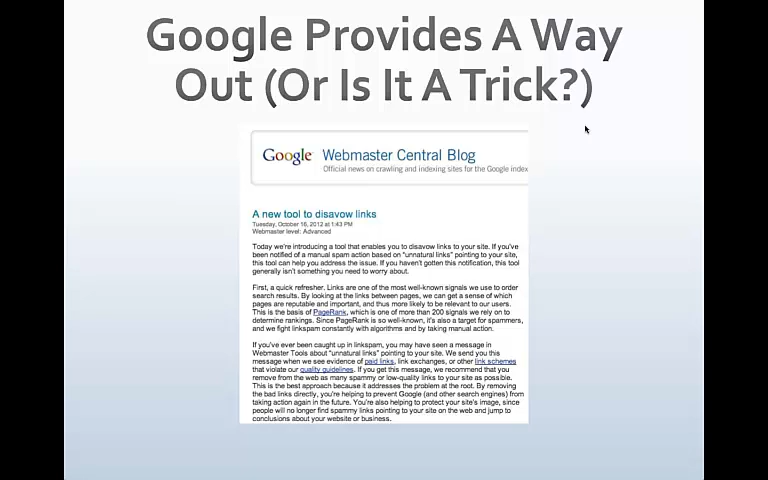 Google Provides A Way
Out (Or Is It A Trick?)
Google Webmaster Central Blog
Official news on crawling and indexing sites for the Google index
A new tool to disavow links
Tuesday, October 16, 2012 at 1:43 PM
Webmaster level: Advanced
Today we're introducing a tool that enables you to disavow links to your site. If you've
been notified of a manual spam action based on "unnatural links" pointing to your site,
this tool can help you address the issue. If you haven't gotten this notification, this tool
generally isn't something you need to worry about.
First, a quick refresher. Links are one of the most well-known signals we use to order
search results. By looking at the links between pages, we can get a sense of which
pages are reputable and important, and thus more likely to be relevant to our users.
This is the basis of PageRank, which is one of more than 200 signals we rely on to
determine rankings. Since PageRank is so well-known, it's also a target for spammers,
and we fight linkspam constantly with algorithms and by taking manual action.
If you've ever been caught up in linkspam, you may have seen a message in
Webmaster Tools about "unnatural links" pointing to your site. We send you this
message when we see evidence of paid links, link exchanges, or other link schemes
that violate our quality guidelines. If you get this message, we recommend that you
remove from the web as many spammy or low-quality links to your site as possible.
This is the best approach because it addresses the problem at the root. By removing
the bad links directly, you're helping to prevent Google (and other search engines) from
taking action again in the future. You're also helping to protect your site's image, since
people will no longer find spammy links pointing to your site on the web and jump to
conclusions about your website or business.